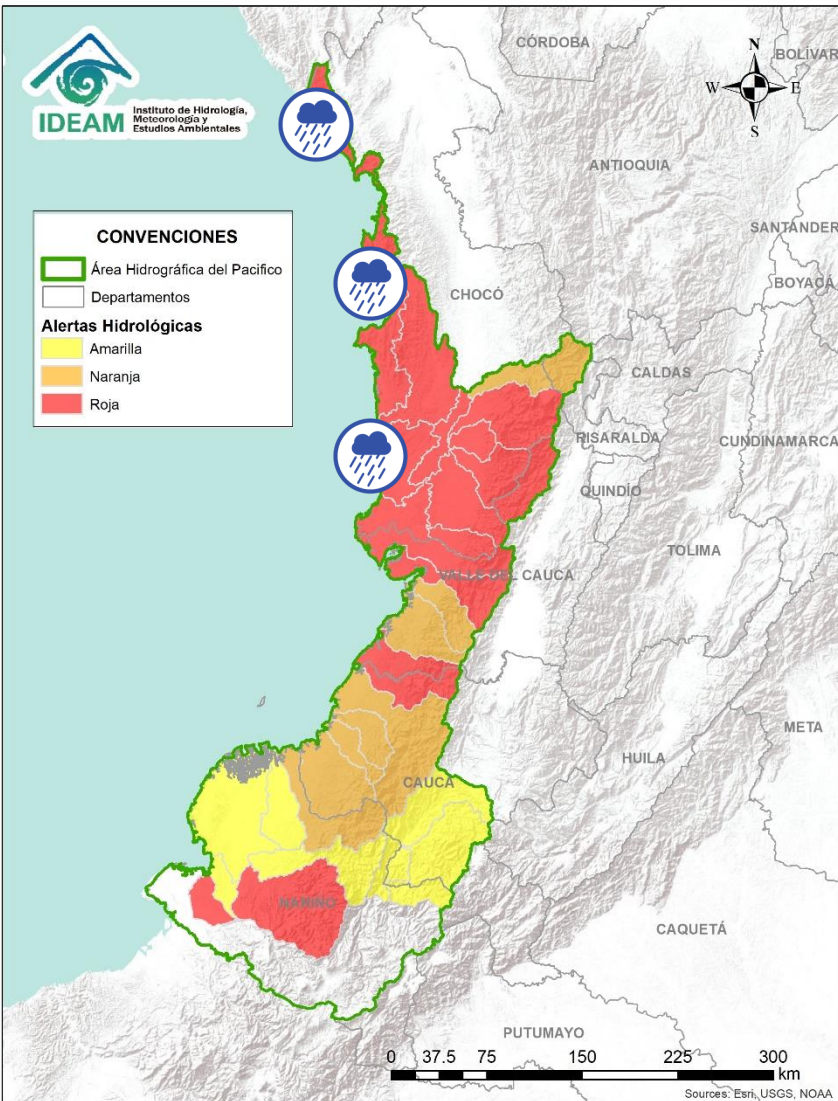 IDEAM
Instituto de Hidrología,
Meteorología y
Estudios Ambientales
N
W
E
S
CÓRDOBA
BOLÍVAR
ANTIOQUIA
SANTANDER
BOYACÁ
CHOCÓ
CALDAS
RISARALDA
CUNDINAMARCA
QUINDÍO
TOLIMA
VALLE DEL CAUCA
META
HUILA
CAUCA
NARIÑO
CAQUETÁ
PUTUMAYO
CONVENCIONES
Área Hidrográfica del Pacifico
Departamentos
Alertas Hidrológicas
Amarilla
Naranja
Roja
0 37.5 75 150 225 300
km
Sources: Esri, USGS, NOAA